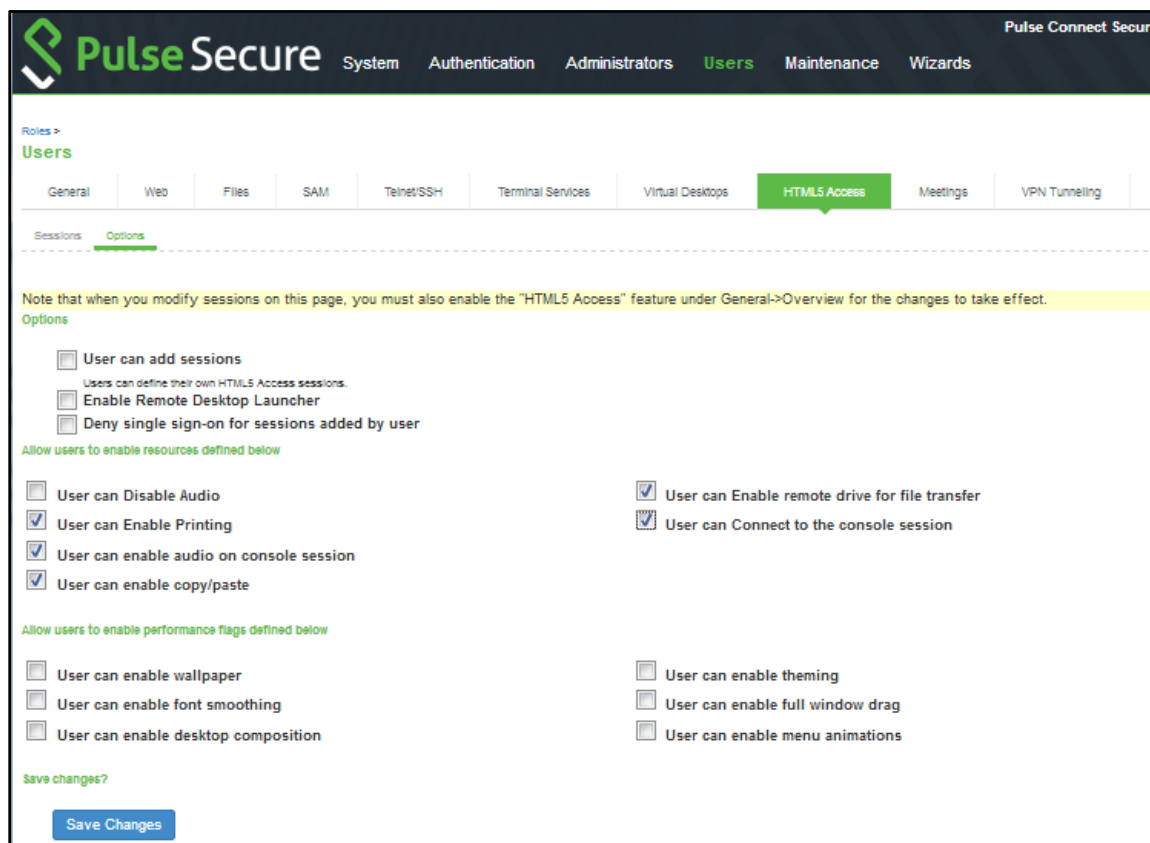 Pulse Connect Secur
Pulse Secure
System Authentication Administrators Users Maintenance Wizards
Roles >
Users
General Web Files SAM Telnet/SSH Terminal Services Virtual Desktops HTML5 Access Meetings VPN Tunneling
Sessions Options
Note that when you modify sessions on this page, you must also enable the "HTML5 Access" feature under General->Overview for the changes to take effect.
Options
User can add sessions
Users can define their own HTML5 Access sessions.
Enable Remote Desktop Launcher
Deny single sign-on for sessions added by user
Allow users to enable resources defined below
User can Disable Audio User can Enable remote drive for file transfer
User can Enable Printing User can Connect to the console session
User can enable audio on console session
User can enable copy/paste
Allow users to enable performance flags defined below
User can enable wallpaper User can enable theming
User can enable font smoothing User can enable full window drag
User can enable desktop composition User can enable menu animations
Save changes?
Save Changes